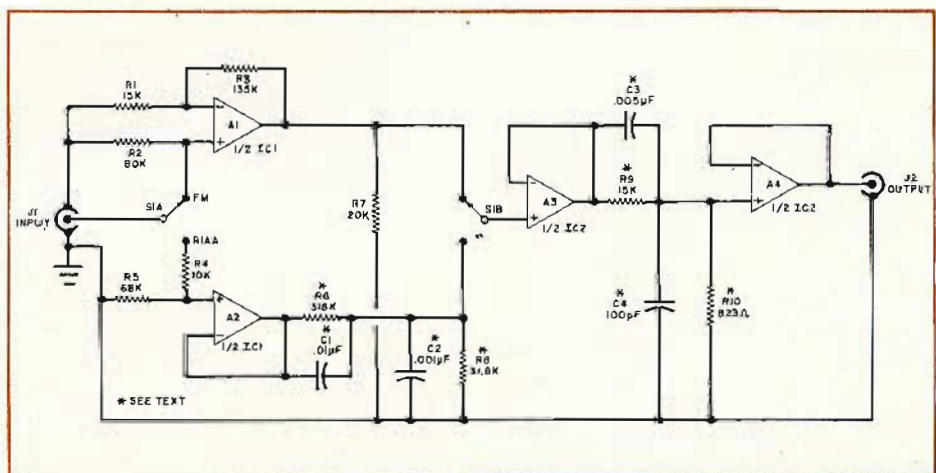 R1
15K
R3
135K
A1
1/2 IC1
R2
80K
J1
INPUT
S1A
FM
RIAA
R4
10K
R5
68K
A2
1/2 IC1
*
R6
318K
*
C1
.01µF
*
C2
.001µF
*
R8
31.8K
R7
20K
S1B
A3
1/2 IC2
*
C3
.005µF
*
R9
15K
*
C4
100pF
*
R10
823Ω
A4
1/2 IC2
J2
OUTPUT
* SEE TEXT